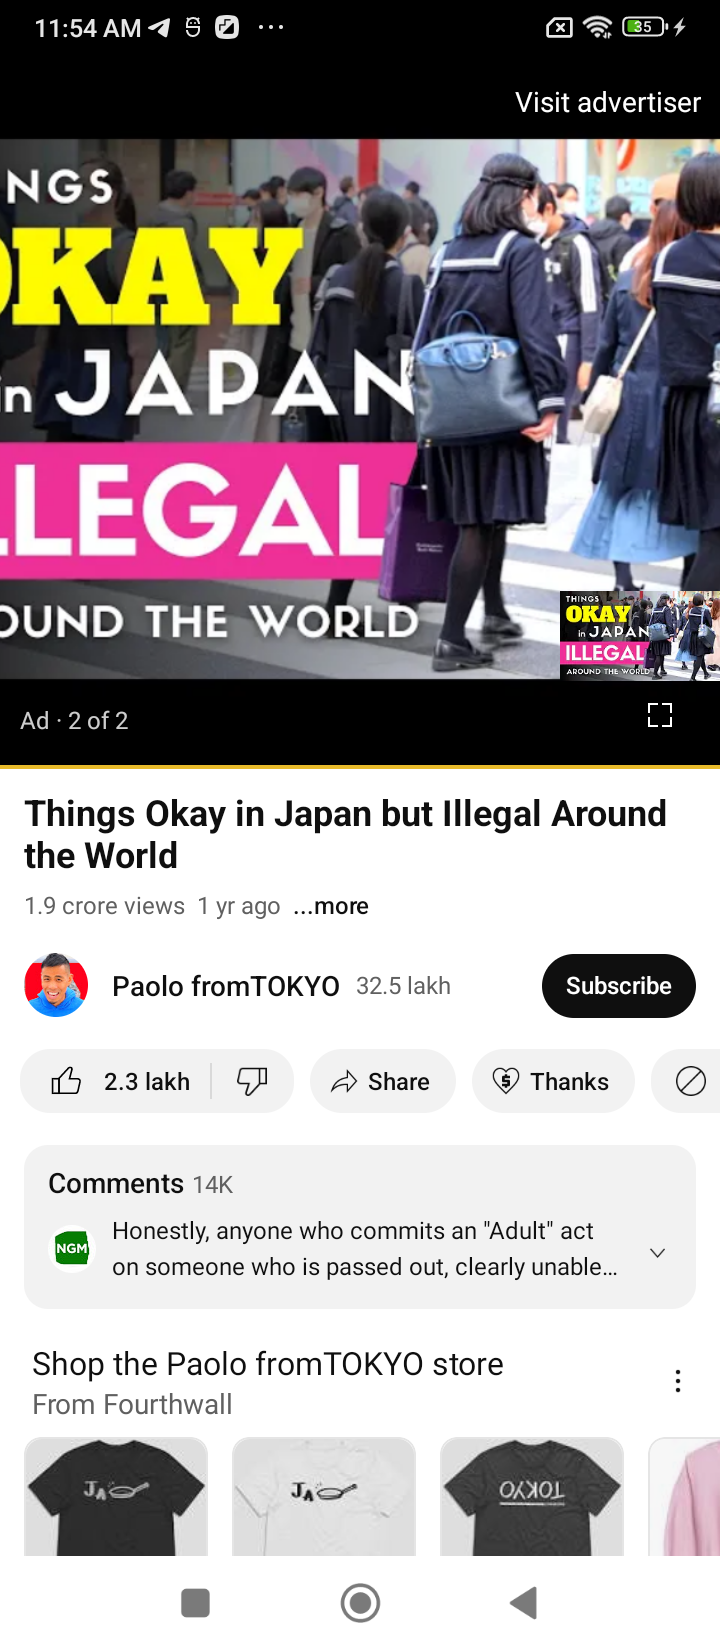 11:54 AM
35
Visit advertiser
NGS
OKAY
in JAPAN
LLEGAL
OUND THE WORLD
THINGS
OKAY
in JAPAN
ILLEGAL
AROUND THE WORLD
Ad · 2 of 2
Things Okay in Japan but Illegal Around
the World
1.9 crore views 1 yr ago ...more
Paolo fromTOKYO 32.5 lakh
Subscribe
2.3 lakh
Share
Thanks
Comments 14K
NGM
Honestly, anyone who commits an "Adult" act
on someone who is passed out, clearly unable...
Shop the Paolo fromTOKYO store
From Fourthwall
JA
JA
TOKYO